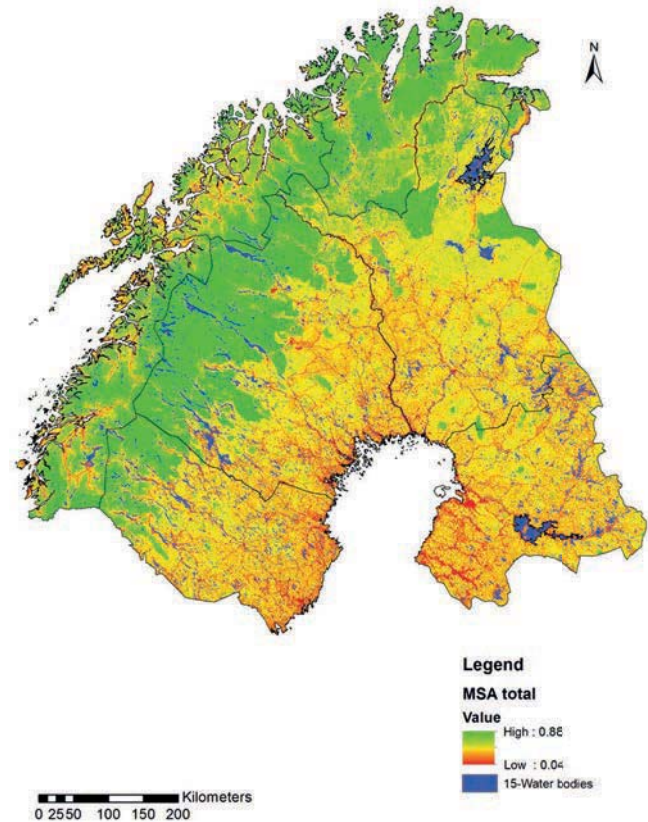 N
Legend
MSA total
Value
High : 0.88
Low : 0.04
15-Water bodies
Kilometers
0 25 50 100 150 200